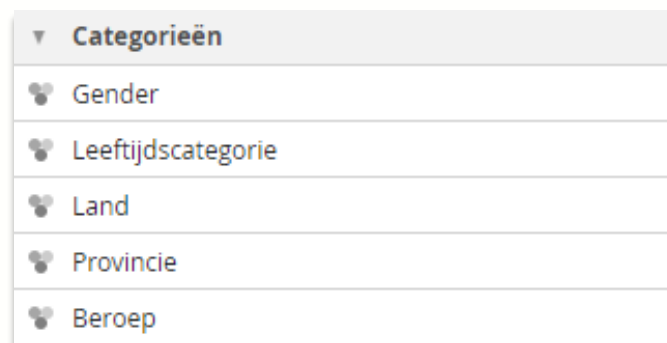 Categorieën
Gender
Leeftijdscategorie
Land
Provincie
Beroep